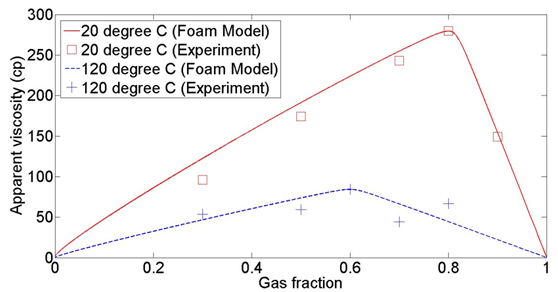 300
250
200
150
100
50
0
Apparent viscosity (cp)
20 degree C (Foam Model)
20 degree C (Experiment)
120 degree C (Foam Model)
120 degree C (Experiment)
0 0.2 0.4 0.6 0.8 1
Gas fraction